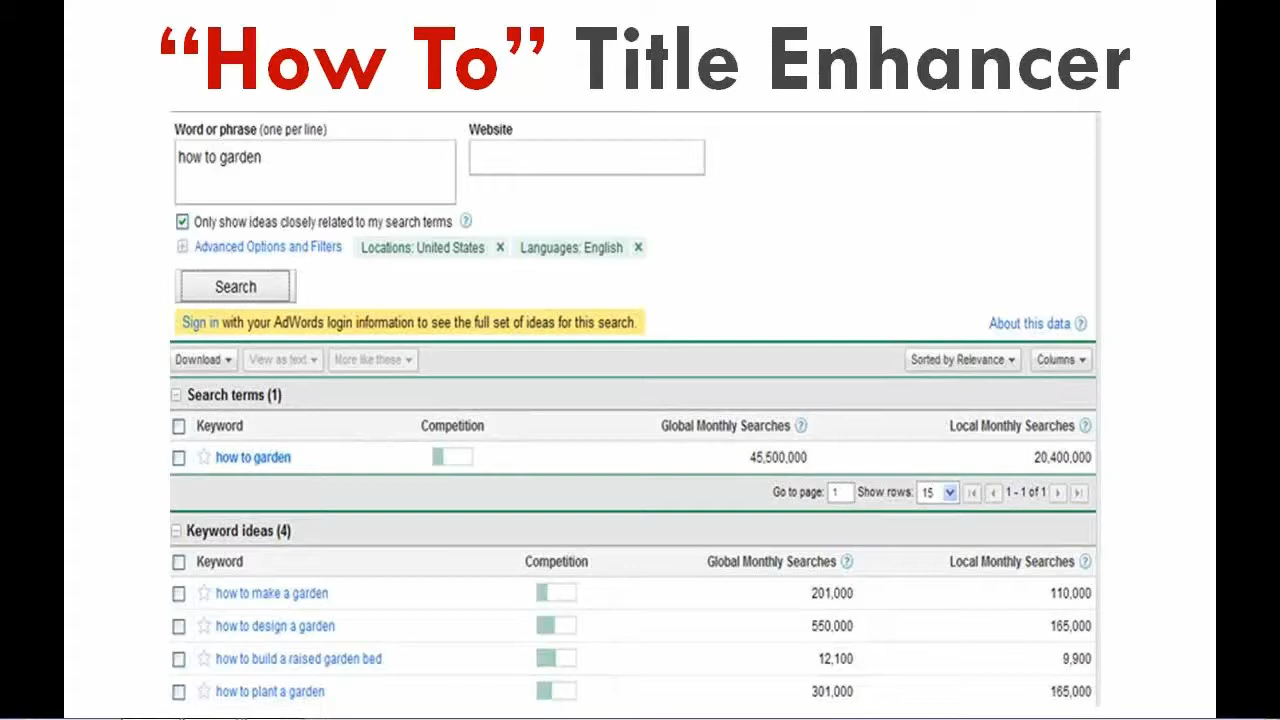 “How To” Title Enhancer
Word or phrase (one per line) Website
how to garden
Only show ideas closely related to my search terms ?
Advanced Options and Filters Locations: United States x Languages: English x
Search
Sign in with your AdWords login information to see the full set of ideas for this search. About this data ?
Download View as text More like these Sorted by Relevance Columns
Search terms (1)
Keyword Competition Global Monthly Searches ? Local Monthly Searches ?
how to garden 45,500,000 20,400,000
Go to page: 1 Show rows: 15 1 - 1 of 1
Keyword ideas (4)
Keyword Competition Global Monthly Searches ? Local Monthly Searches ?
how to make a garden 201,000 110,000
how to design a garden 550,000 165,000
how to build a raised garden bed 12,100 9,900
how to plant a garden 301,000 165,000